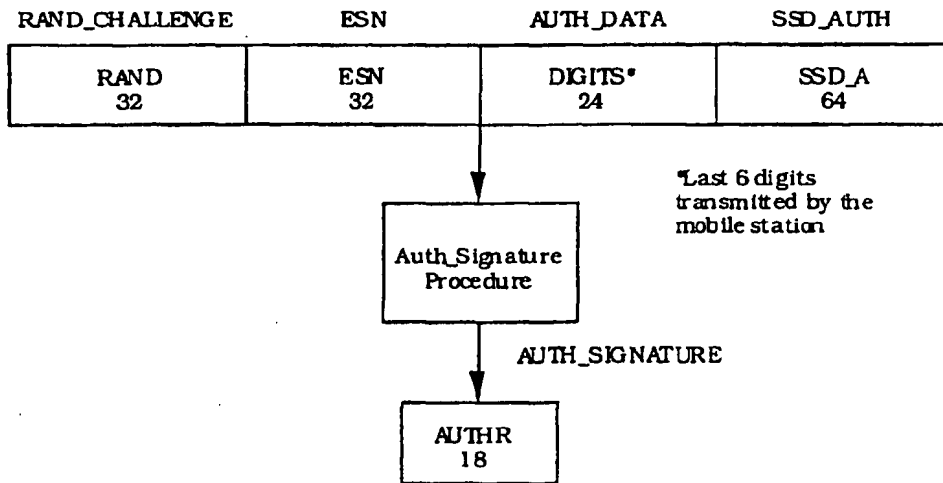 RAND_CHALLENGE ESN AUTH_DATA SSD_AUTH
RAND ESN DIGITS* SSD_A
32 32 24 64
*Last 6 digits
transmitted by the
mobile station
Auth_Signature
Procedure
AUTH_SIGNATURE
AUTHR
18